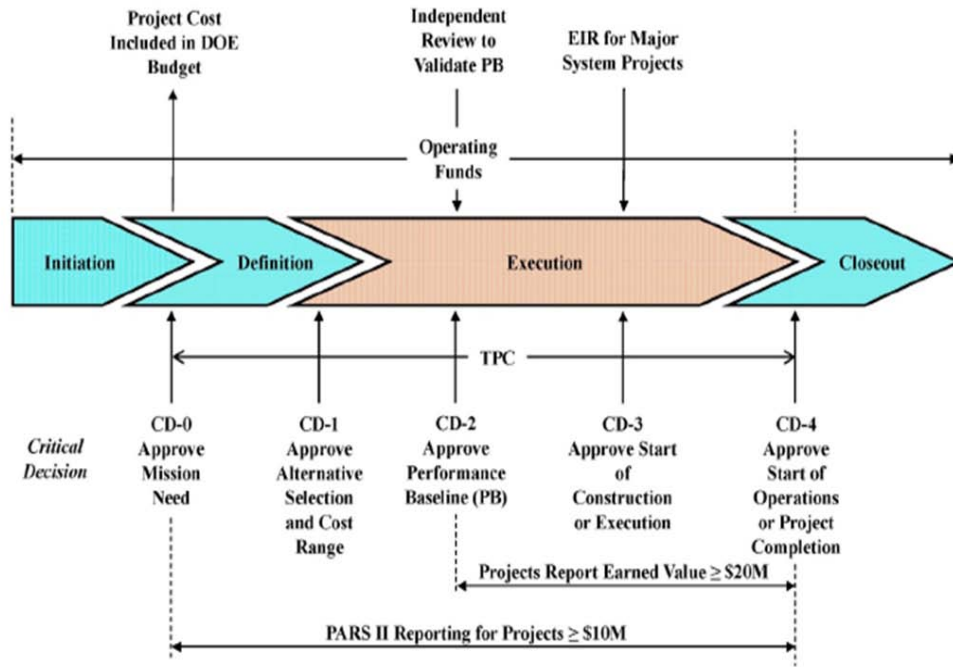 Project Cost
Included in DOE
Budget
Independent
Review to
Validate PB
EIR for Major
System Projects
Operating
Funds
Initiation
Definition
Execution
Closeout
TPC
Critical
Decision
CD-0
Approve
Mission
Need
CD-1
Approve
Alternative
Selection
and Cost
Range
CD-2
Approve
Performance
Baseline (PB)
CD-3
Approve Start
of
Construction
or Execution
CD-4
Approve
Start of
Operations
or Project
Completion
Projects Report Earned Value ≥ $20M
PARS II Reporting for Projects ≥ $10M